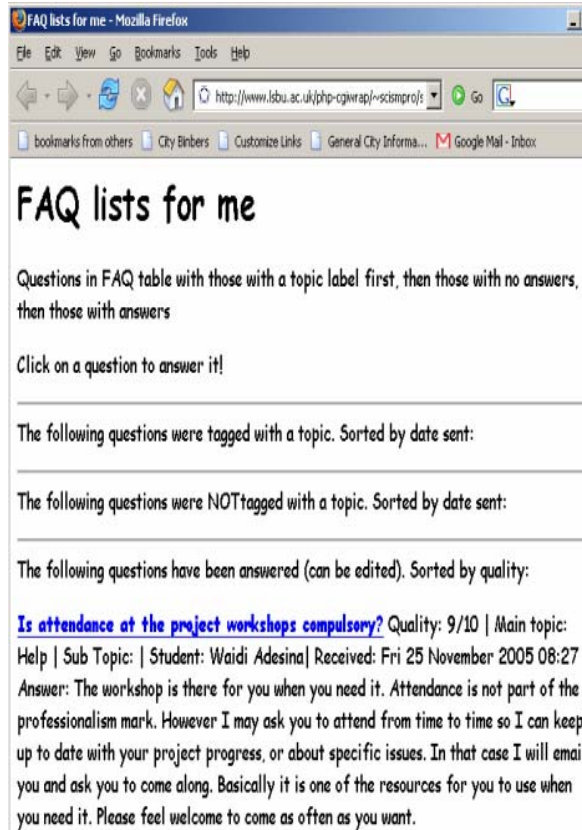 FAQ lists for me - Mozilla Firefox
File Edit View Go Bookmarks Tools Help
http://www.lsbu.ac.uk/php-cgiwrap/~scismpro/s Go G
bookmarks from others City Binbers Customize Links General City Informa... Google Mail - Inbox
FAQ lists for me
Questions in FAQ table with those with a topic label first, then those with no answers,
then those with answers
Click on a question to answer it!
The following questions were tagged with a topic. Sorted by date sent:
The following questions were NOTtagged with a topic. Sorted by date sent:
The following questions have been answered (can be edited). Sorted by quality:
Is attendance at the project workshops compulsory? Quality: 9/10 | Main topic:
Help | Sub Topic: | Student: Waidi Adesina| Received: Fri 25 November 2005 08:27
Answer: The workshop is there for you when you need it. Attendance is not part of the
professionalism mark. However I may ask you to attend from time to time so I can keep
up to date with your project progress, or about specific issues. In that case I will emai
you and ask you to come along. Basically it is one of the resources for you to use when
you need it. Please feel welcome to come as often as you want.